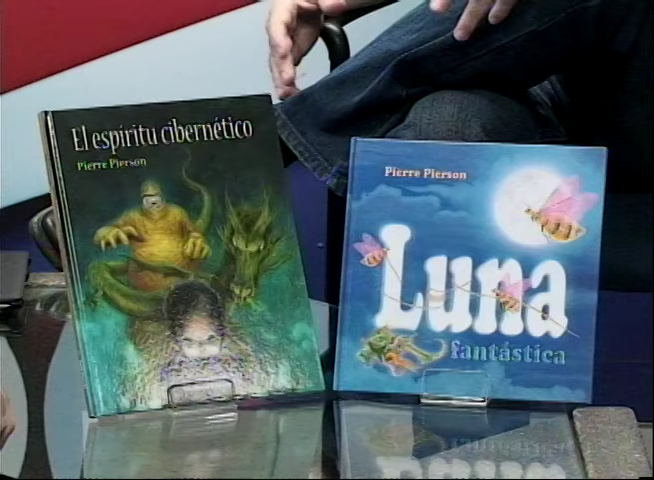 El espíritu cibernético
Pierre Pierson
Pierre Pierson
Luna
fantástica